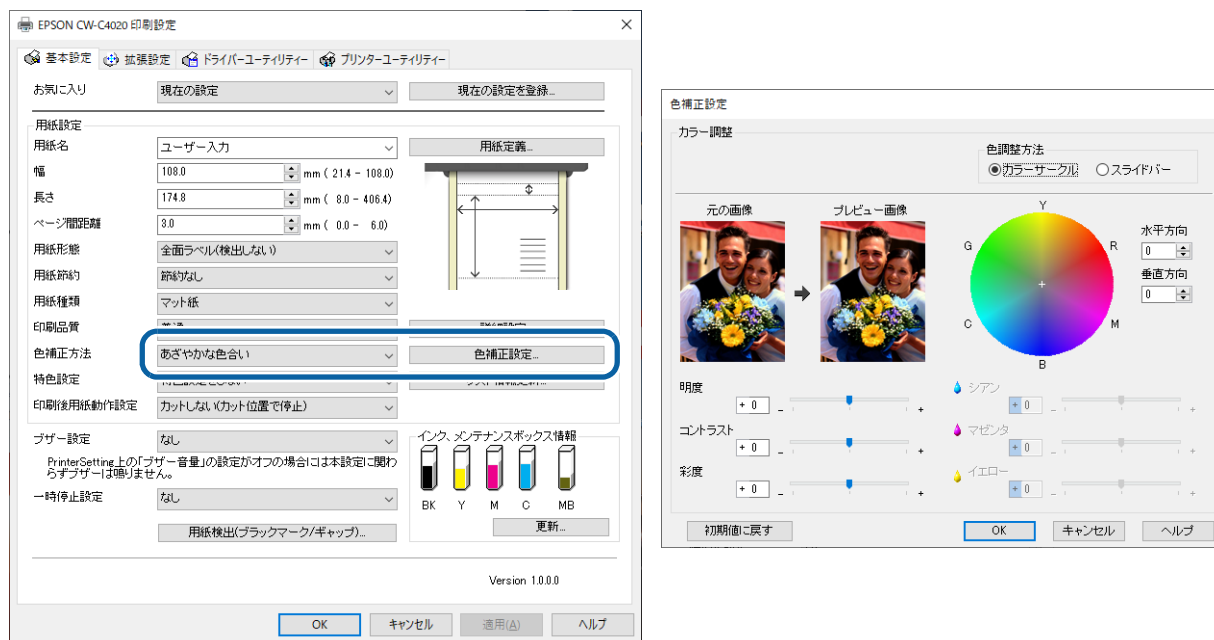 EPSON CW-C4020 印刷設定
基本設定 拡張設定 ドライバーユーティリティー プリンターユーティリティー
お気に入り 現在の設定 現在の設定を登録...
用紙設定
用紙名 ユーザー入力 用紙定義...
幅 108.0 mm ( 21.4 - 108.0)
長さ 174.8 mm ( 8.0 - 406.4)
ページ間距離 3.0 mm ( 0.0 - 6.0)
用紙形態 全面ラベル(検出しない)
用紙節約 節約なし
用紙種類 マット紙
印刷品質
色補正方法 あざやかな色合い 色補正設定...
特色設定
印刷後用紙動作設定 カットしない(カット位置で停止)
ブザー設定 なし
PrinterSetting上の「ブザー音量」の設定がオフの場合には本設定に関わ
らずブザーは鳴りません。
一時停止設定 なし
用紙検出(ブラックマーク/ギャップ)...
インク、メンテナンスボックス情報
BK Y M C MB
更新...
Version 1.0.0.0
OK キャンセル 適用(A) ヘルプ
色補正設定
カラー調整
色調整方法
カラーサークル スライドバー
元の画像 プレビュー画像
Y
G R
C M
B
水平方向
0
垂直方向
0
明度
+ 0 - +
コントラスト
+ 0 - +
彩度
+ 0 - +
シアン
+ 0 - +
マゼンタ
+ 0 - +
イエロー
+ 0 - +
初期値に戻す OK キャンセル ヘルプ